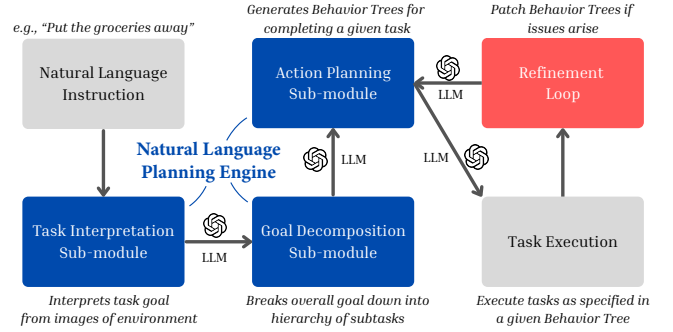 e.g., “Put the groceries away”
Natural Language
Instruction
Generates Behavior Trees for
completing a given task
Action Planning
Sub-module
Patch Behavior Trees if
issues arise
Refinement
Loop
LLM
LLM
LLM
Natural Language
Planning Engine
Task Interpretation
Sub-module
LLM
Goal Decomposition
Sub-module
Task Execution
Interprets task goal
from images of environment
Breaks overall goal down into
hierarchy of subtasks
Execute tasks as specified in
a given Behavior Tree